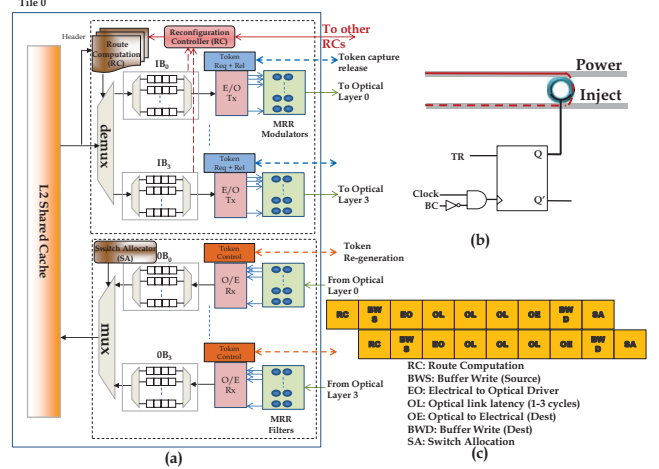 Tile 0
Header
Route
Computation
(RC)
Reconfiguration
Controller (RC)
To other
RCs
IB0
Token
Req + Rel
Token capture
release
E/O
Tx
To Optical
Layer 0
MRR
Modulators
demux
IB3
Token
Req + Rel
E/O
Tx
To Optical
Layer 3
L2 Shared Cache
Switch Allocator
(SA)
0B0
Token
Control
Token
Re-generation
O/E
Rx
From Optical
Layer 0
mux
0B3
Token
Control
O/E
Rx
From Optical
Layer 3
MRR
Filters
(a)
Power
Inject
TR
Q
Clock
BC
Q'
(b)
RC BWS EO OL OL OL OE BWD SA
RC BWS EO OL OL OL OE BWD SA
RC: Route Computation
BWS: Buffer Write (Source)
EO: Electrical to Optical Driver
OL: Optical link latency (1-3 cycles)
OE: Optical to Electrical (Dest)
BWD: Buffer Write (Dest)
SA: Switch Allocation
(c)